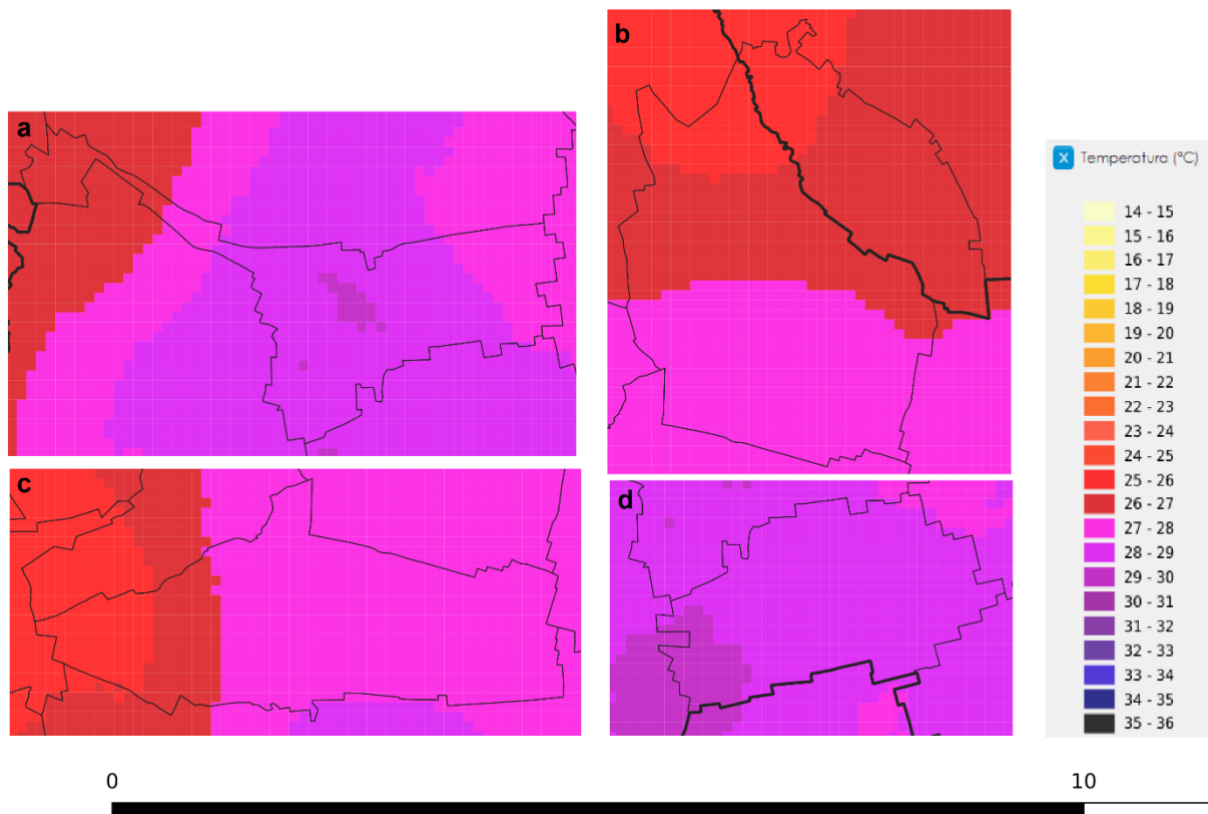 a
b
c
d
X Temperatura (°C)
14 - 15
15 - 16
16 - 17
17 - 18
18 - 19
19 - 20
20 - 21
21 - 22
22 - 23
23 - 24
24 - 25
25 - 26
26 - 27
27 - 28
28 - 29
29 - 30
30 - 31
31 - 32
32 - 33
33 - 34
34 - 35
35 - 36
0 10